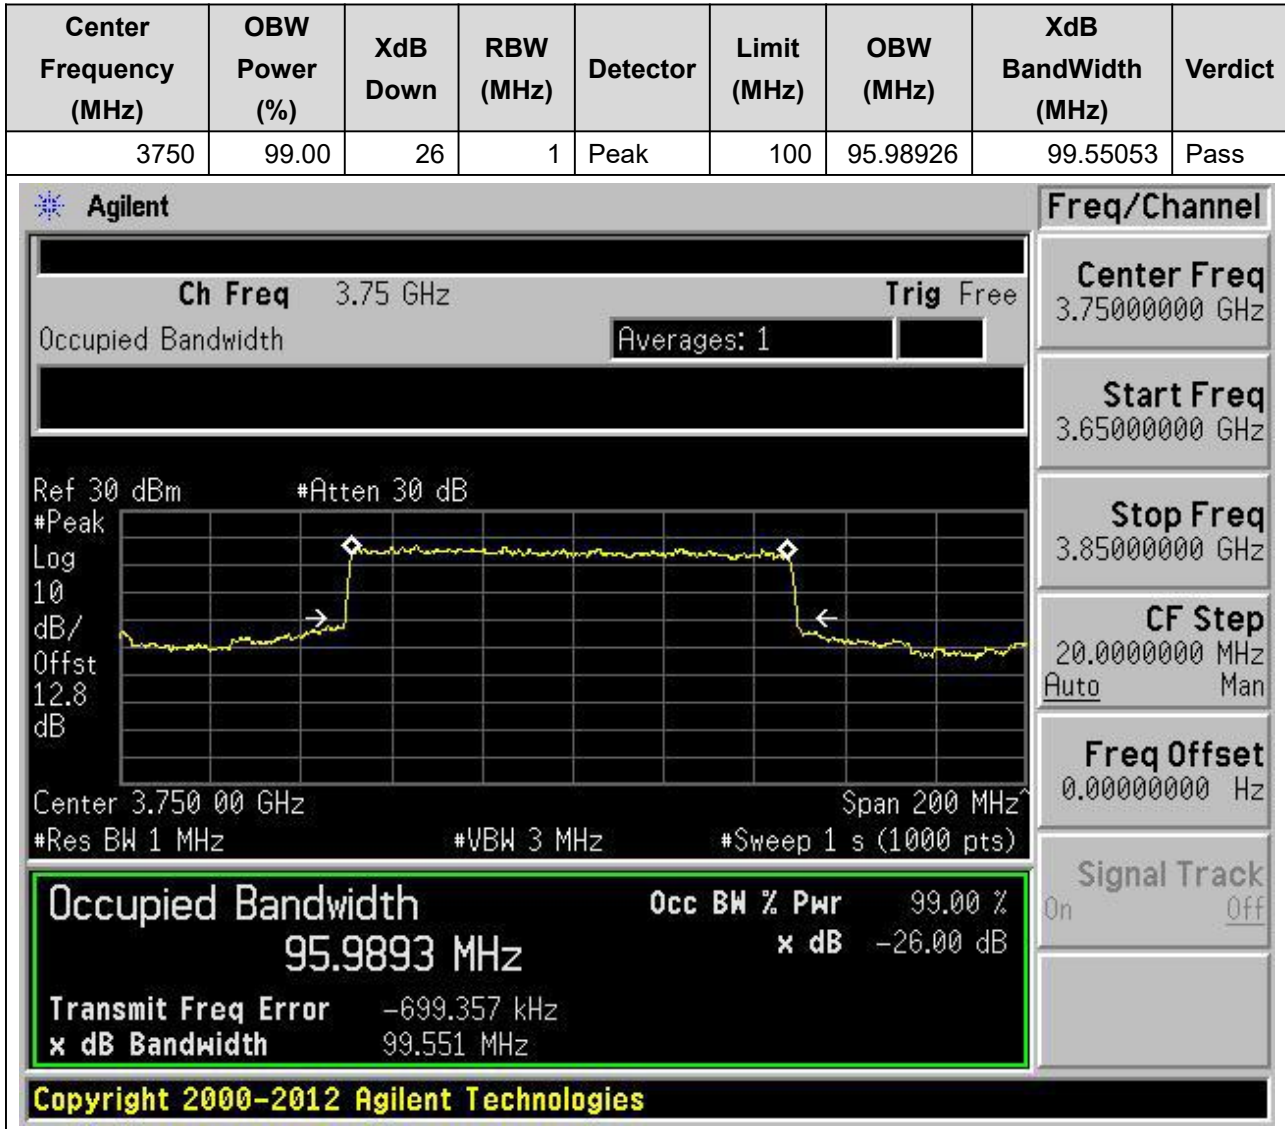 Center Frequency (MHz) OBW Power (%) XdB Down RBW (MHz) Detector Limit (MHz) OBW (MHz) XdB BandWidth (MHz) Verdict
3750 99.00 26 1 Peak 100 95.98926 99.55053 Pass
Agilent
Freq/Channel
Ch Freq 3.75 GHz Trig Free
Occupied Bandwidth Averages: 1
Center Freq
3.75000000 GHz
Start Freq
3.65000000 GHz
Stop Freq
3.85000000 GHz
CF Step
20.0000000 MHz
Auto Man
Freq Offset
0.00000000 Hz
Signal Track
On Off
Ref 30 dBm #Atten 30 dB
#Peak
Log
10
dB/
Offst
12.8
dB
Center 3.750 00 GHz Span 200 MHz^
#Res BW 1 MHz #VBW 3 MHz #Sweep 1 s (1000 pts)
Occupied Bandwidth Occ BW % Pwr 99.00 %
95.9893 MHz x dB -26.00 dB
Transmit Freq Error -699.357 kHz
x dB Bandwidth 99.551 MHz
Copyright 2000-2012 Agilent Technologies